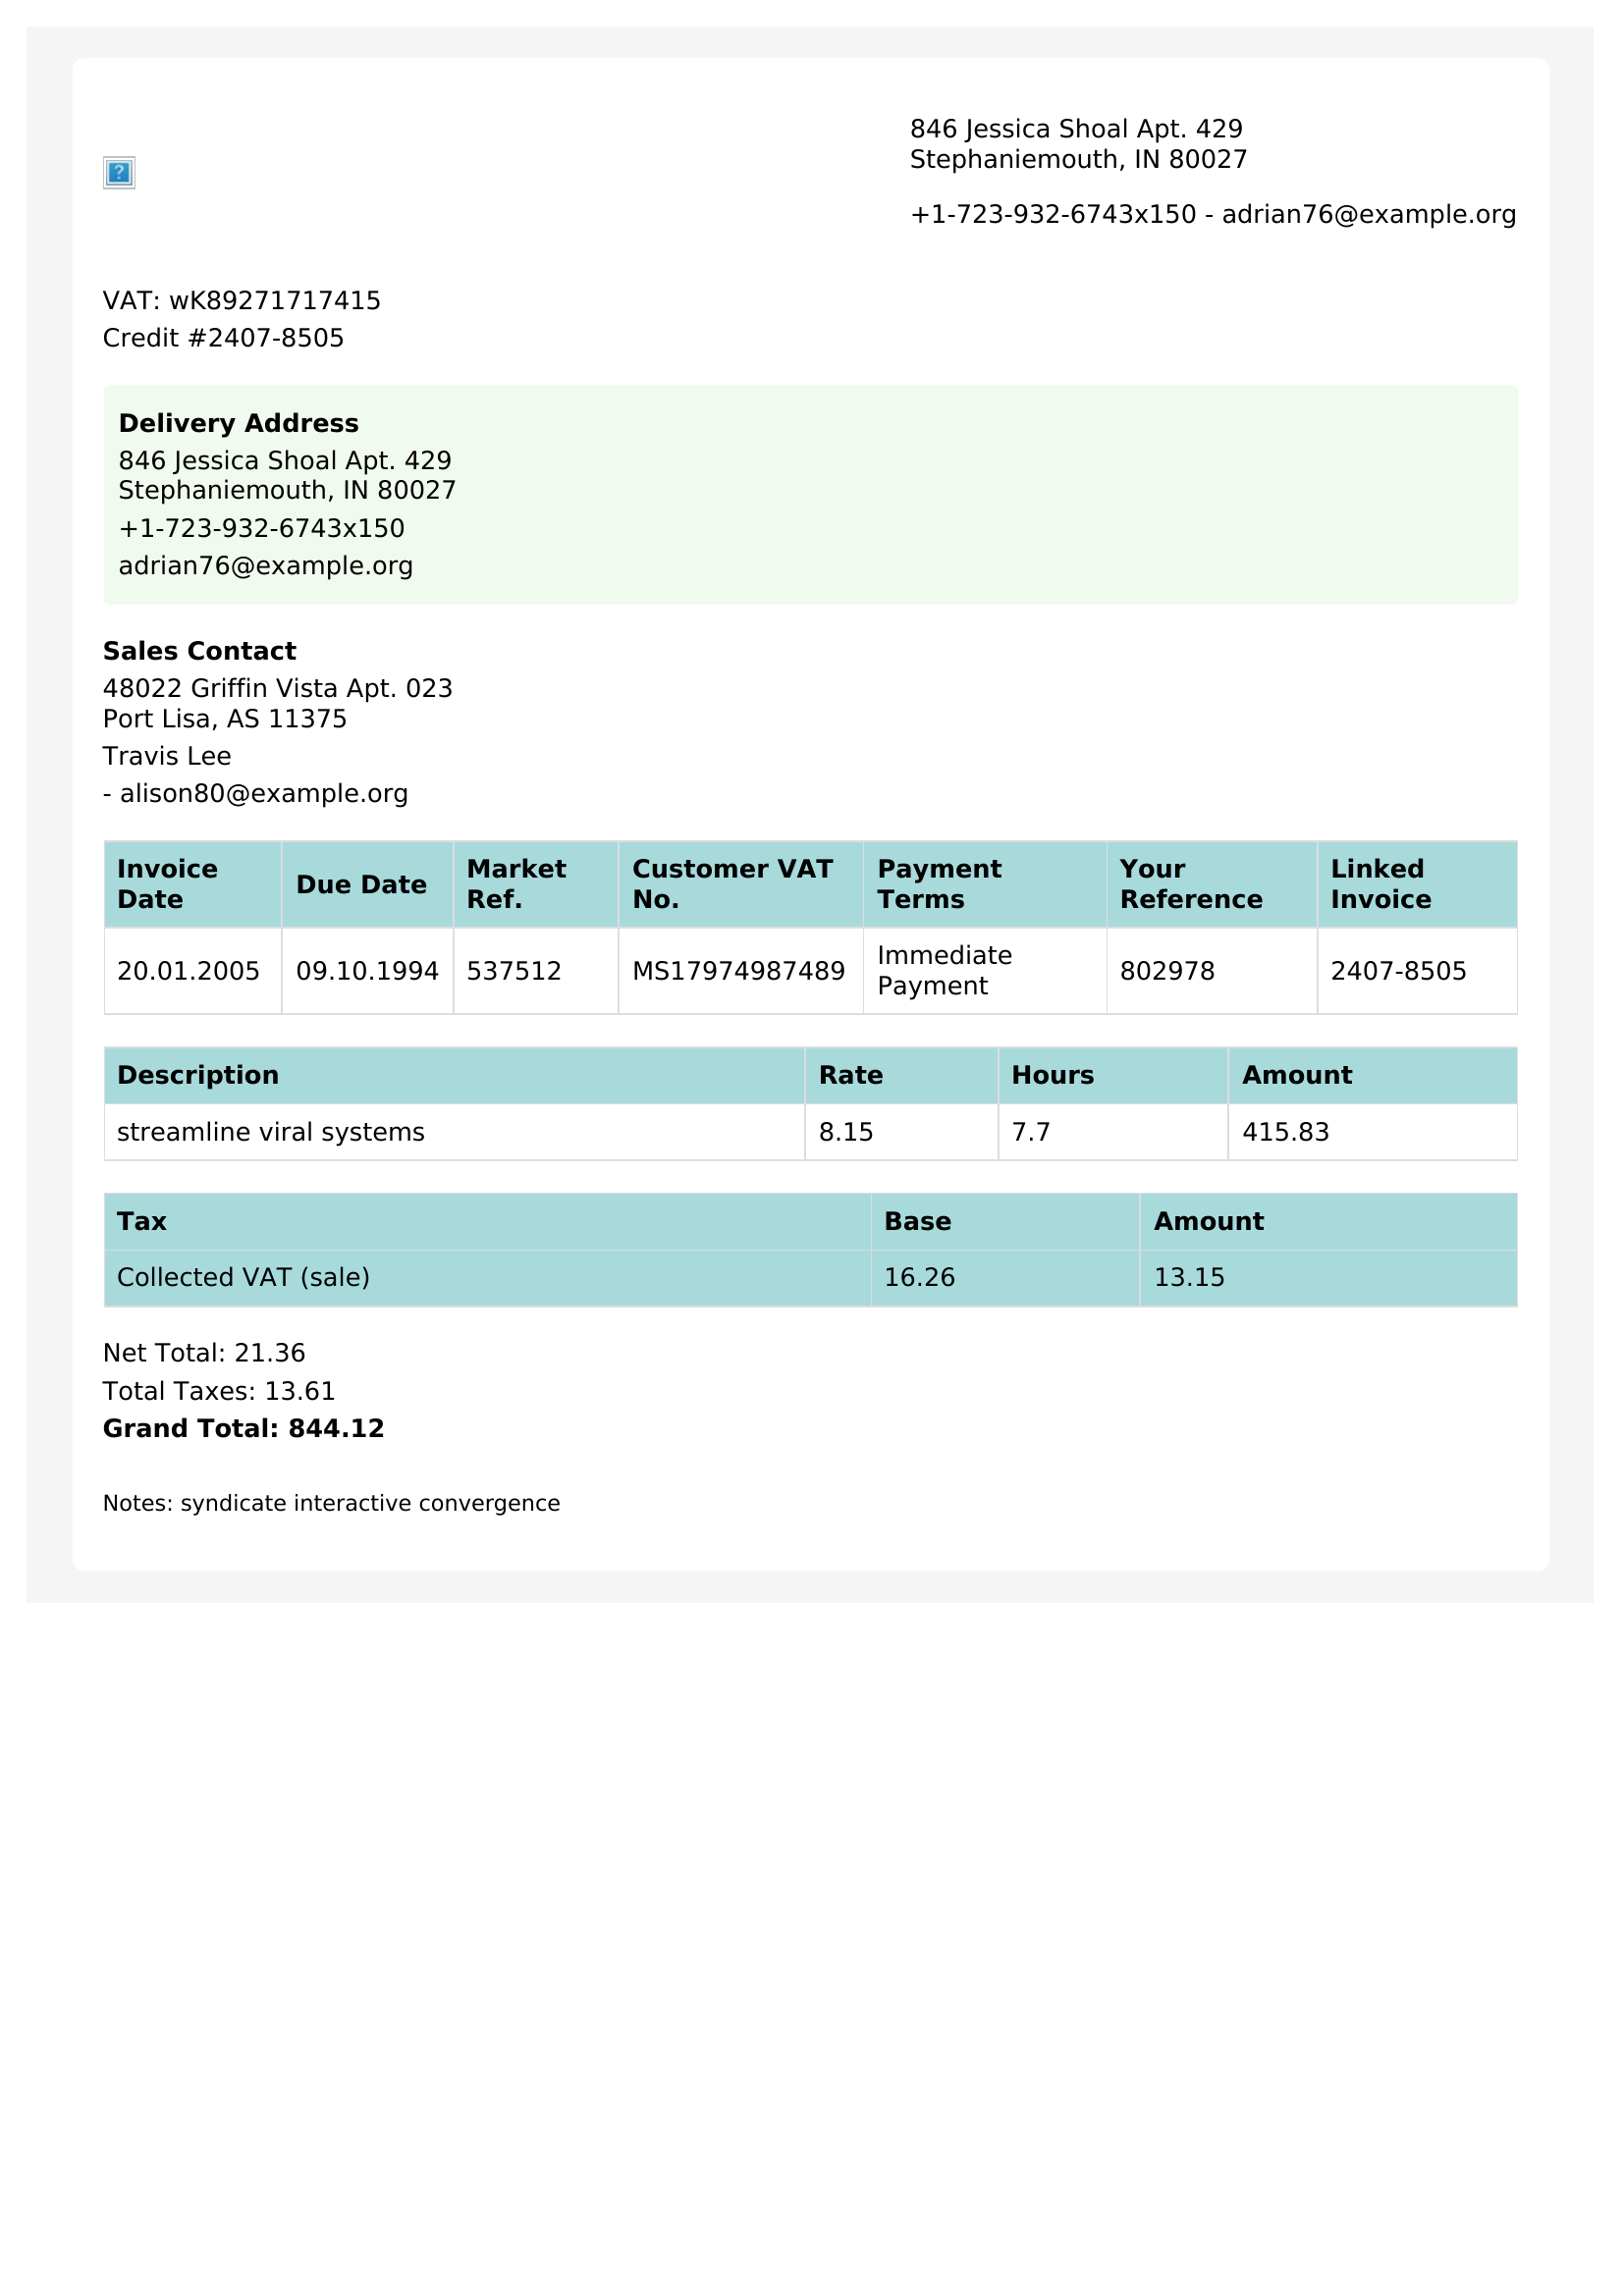 846 Jessica Shoal Apt. 429
Stephaniemouth, IN 80027
+1-723-932-6743x150 - adrian76@example.org
VAT: wK89271717415
Credit #2407-8505
Delivery Address
846 Jessica Shoal Apt. 429
Stephaniemouth, IN 80027
+1-723-932-6743x150
adrian76@example.org
Sales Contact
48022 Griffin Vista Apt. 023
Port Lisa, AS 11375
Travis Lee
- alison80@example.org
Invoice Date Due Date Market Ref. Customer VAT No. Payment Terms Your Reference Linked Invoice
20.01.2005 09.10.1994 537512 MS17974987489 Immediate Payment 802978 2407-8505
Description Rate Hours Amount
streamline viral systems 8.15 7.7 415.83
Tax Base Amount
Collected VAT (sale) 16.26 13.15
Net Total: 21.36
Total Taxes: 13.61
Grand Total: 844.12
Notes: syndicate interactive convergence